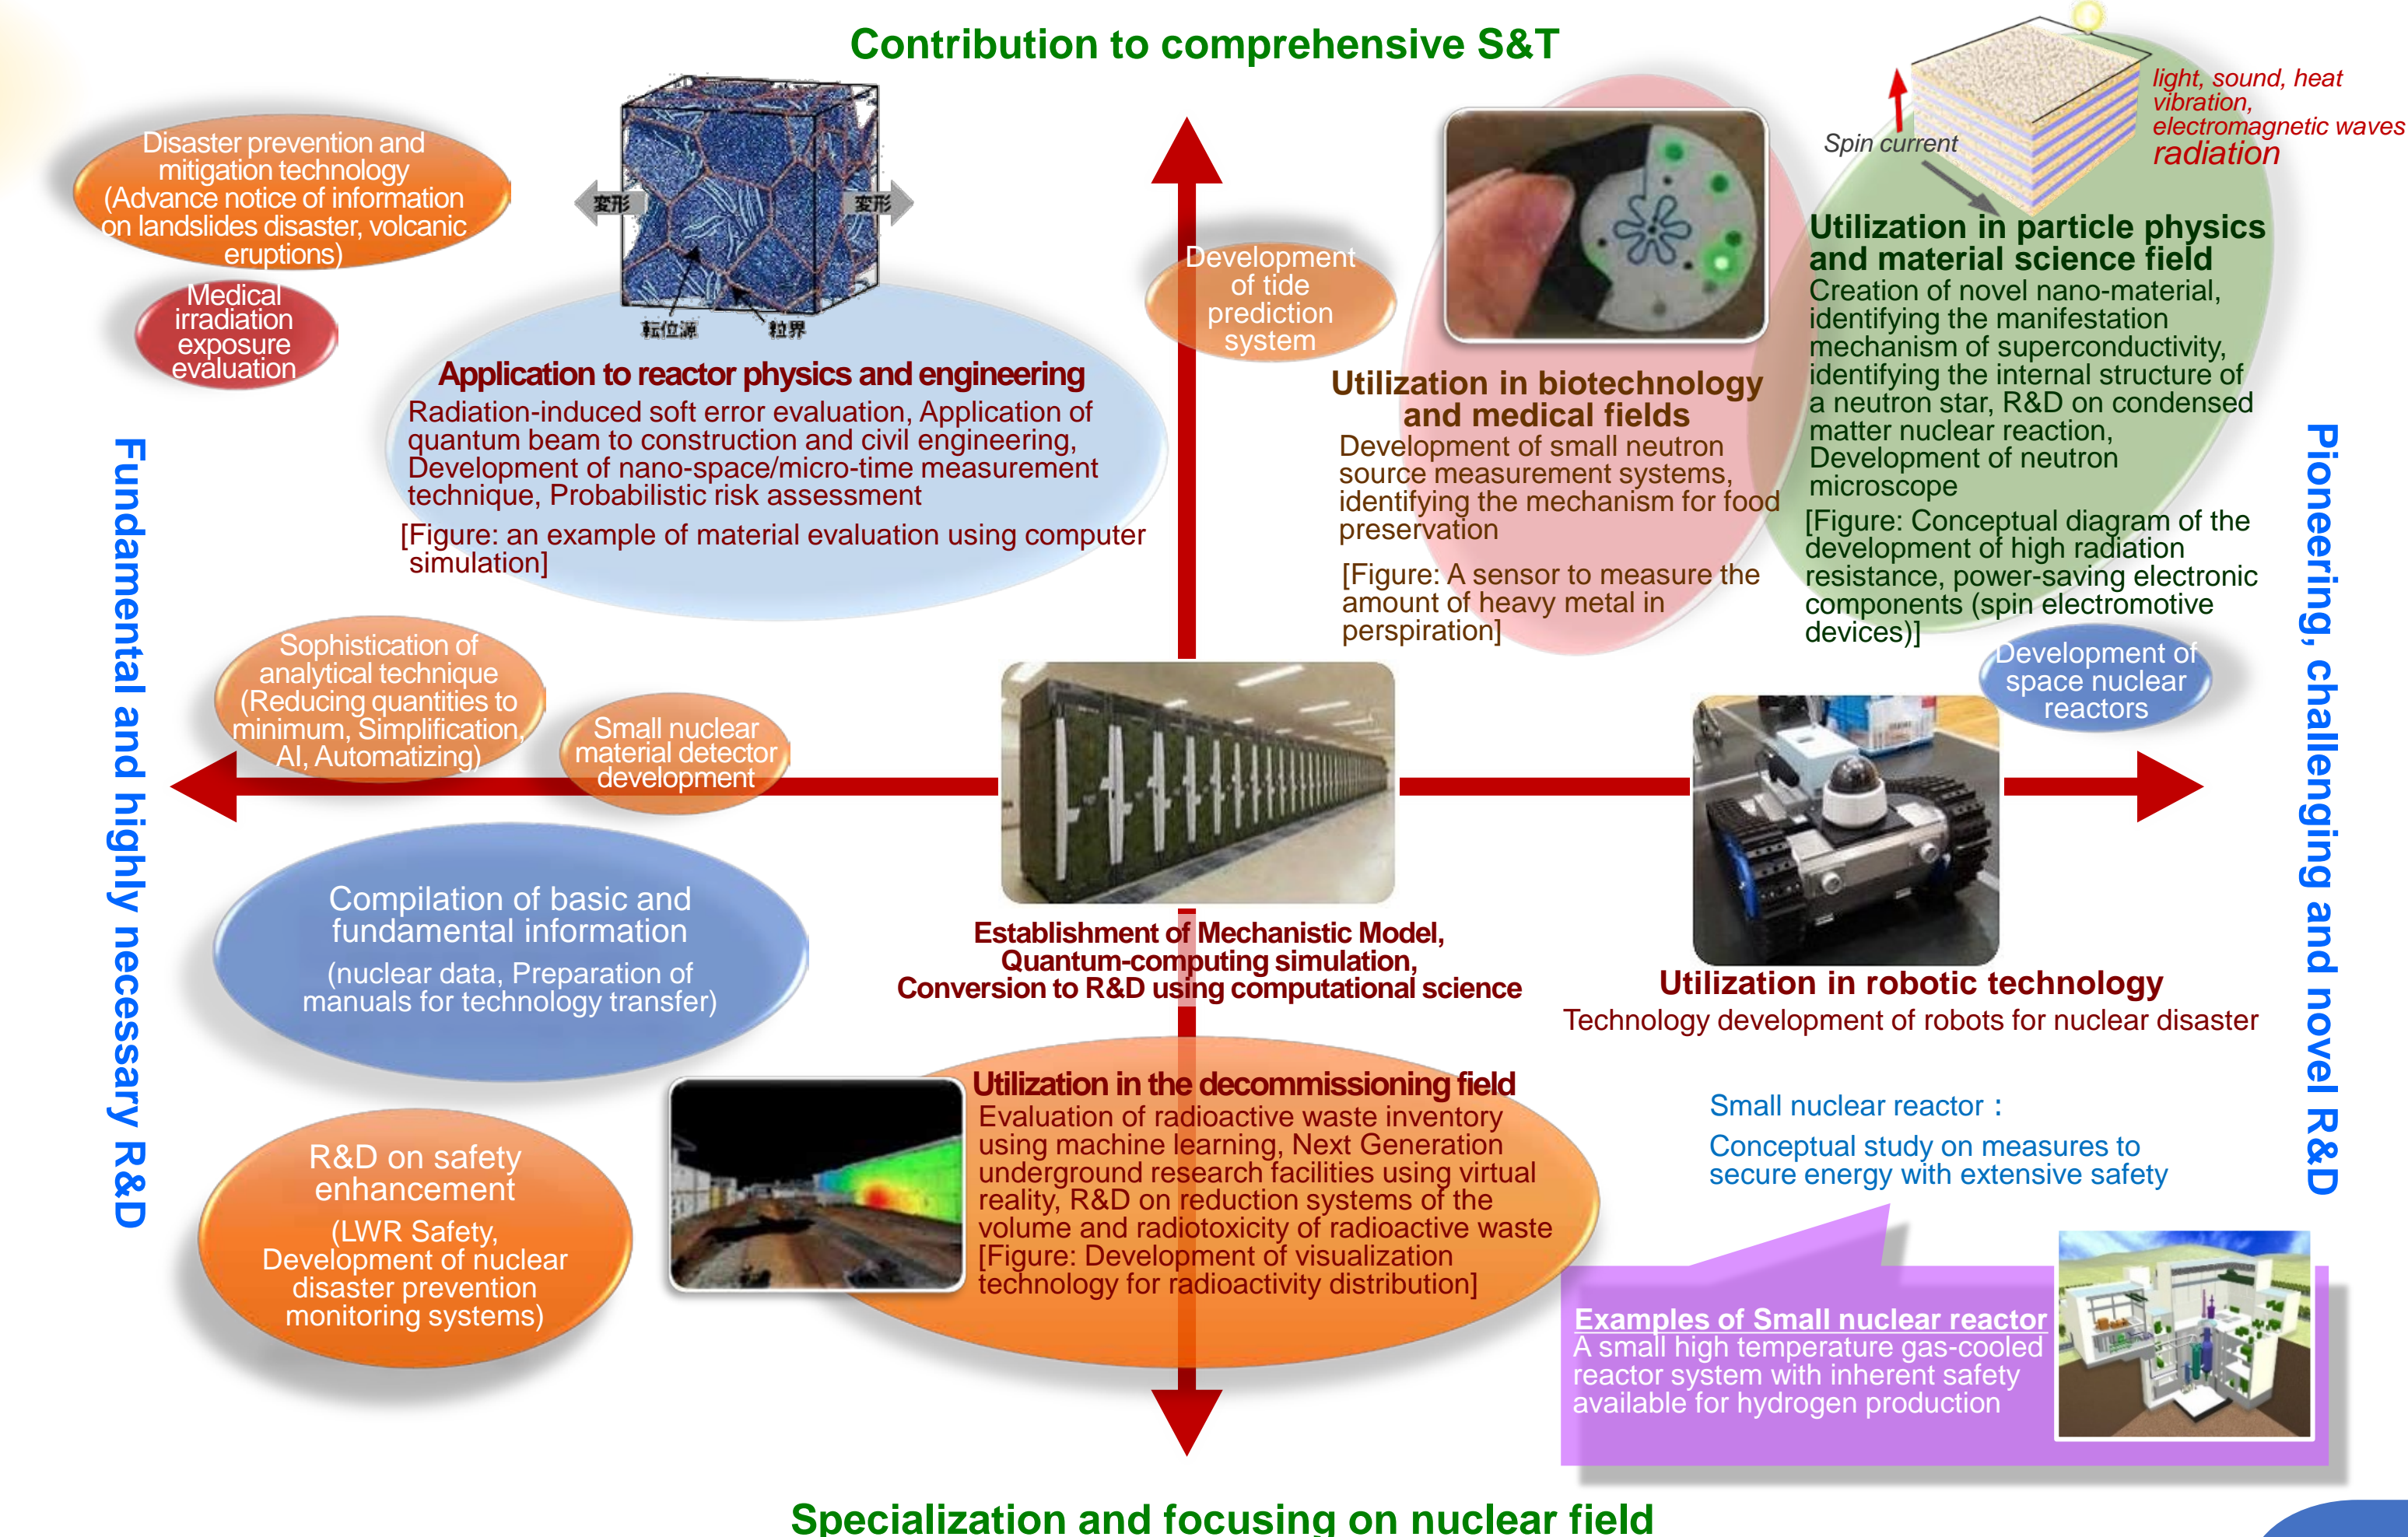 Contribution to comprehensive S&T
light, sound, heat
vibration,
electromagnetic waves
radiation
Spin current
Disaster prevention and
mitigation technology
(Advance notice of information
on landslides disaster, volcanic
eruptions)
Medical
irradiation
exposure
evaluation
変形
変形
転位源
粒界
Application to reactor physics and engineering
Radiation-induced soft error evaluation, Application of
quantum beam to construction and civil engineering,
Development of nano-space/micro-time measurement
technique, Probabilistic risk assessment
[Figure: an example of material evaluation using computer
simulation]
Development
of tide
prediction
system
Utilization in biotechnology
and medical fields
Development of small neutron
source measurement systems,
identifying the mechanism for food
preservation
[Figure: A sensor to measure the
amount of heavy metal in
perspiration]
Utilization in particle physics
and material science field
Creation of novel nano-material,
identifying the manifestation
mechanism of superconductivity,
identifying the internal structure of
a neutron star, R&D on condensed
matter nuclear reaction,
Development of neutron
microscope
[Figure: Conceptual diagram of the
development of high radiation
resistance, power-saving electronic
components (spin electromotive
devices)]
Development of
space nuclear
reactors
Fundamental and highly necessary R&D
Pioneering, challenging and novel R&D
Sophistication of
analytical technique
(Reducing quantities to
minimum, Simplification,
AI, Automatizing)
Small nuclear
material detector
development
Compilation of basic and
fundamental information
(nuclear data, Preparation of
manuals for technology transfer)
Establishment of Mechanistic Model,
Quantum-computing simulation,
Conversion to R&D using computational science
Utilization in robotic technology
Technology development of robots for nuclear disaster
R&D on safety
enhancement
(LWR Safety,
Development of nuclear
disaster prevention
monitoring systems)
Utilization in the decommissioning field
Evaluation of radioactive waste inventory
using machine learning, Next Generation
underground research facilities using virtual
reality, R&D on reduction systems of the
volume and radiotoxicity of radioactive waste
[Figure: Development of visualization
technology for radioactivity distribution]
Small nuclear reactor：
Conceptual study on measures to
secure energy with extensive safety
Examples of Small nuclear reactor
A small high temperature gas-cooled
reactor system with inherent safety
available for hydrogen production
Specialization and focusing on nuclear field